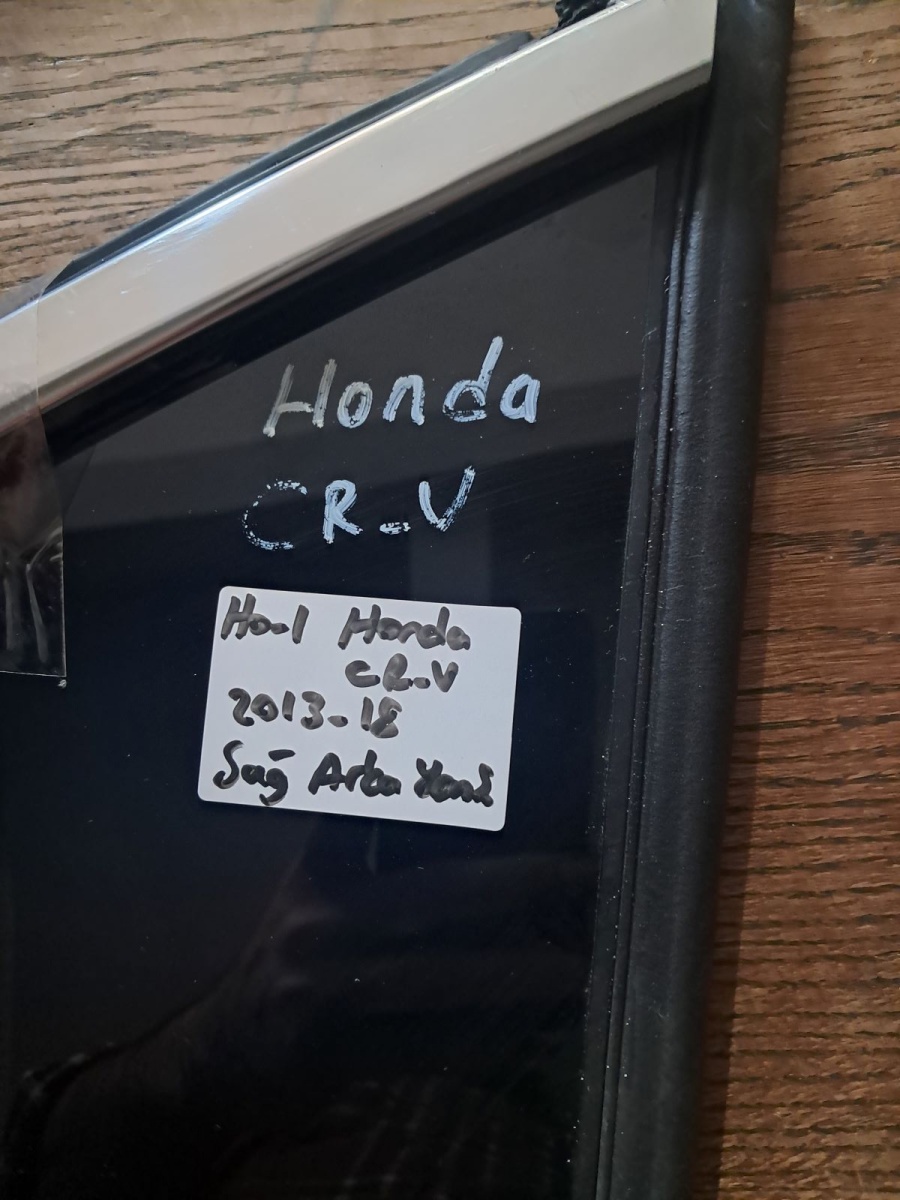 Honda
CR-V
Ho-1 Honda
CR-V
2013-18
Sağ Arka